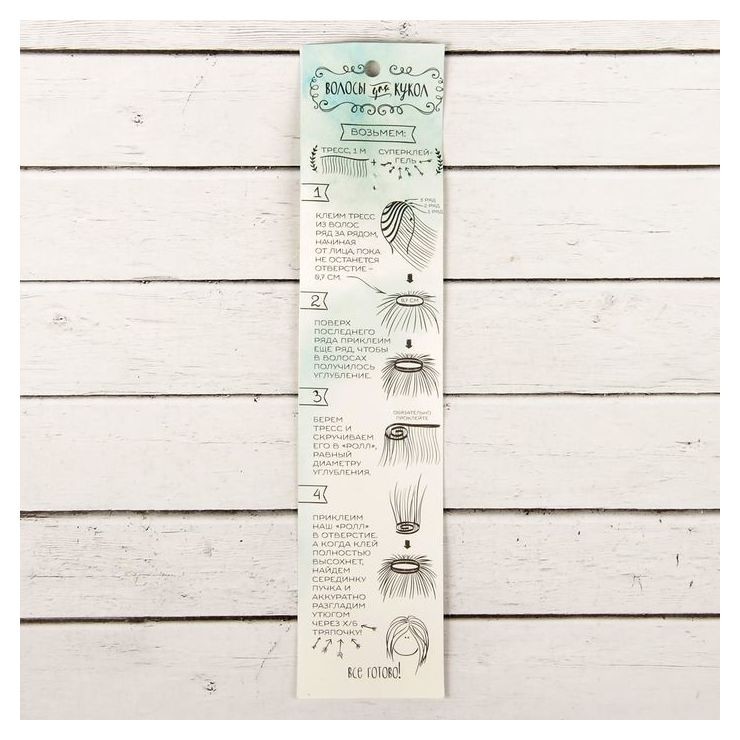 ВОЛОСЫ для КУКОЛ
ВОЗЬМЕМ:
ТРЕСС, 1 М + СУПЕРКЛЕЙ-
ГЕЛЬ
1
3 РЯД
2 РЯД
1 РЯД
КЛЕИМ ТРЕСС
ИЗ ВОЛОС
РЯД ЗА РЯДОМ,
НАЧИНАЯ
ОТ ЛИЦА, ПОКА
НЕ ОСТАНЕТСЯ
ОТВЕРСТИЕ –
0,7 СМ.
0,7 СМ
2
ПОВЕРХ
ПОСЛЕДНЕГО
РЯДА ПРИКЛЕИМ
ЕЩЕ РЯД, ЧТОБЫ
В ВОЛОСАХ
ПОЛУЧИЛОСЬ
УГЛУБЛЕНИЕ.
3
ОБЯЗАТЕЛЬНО
ПРОКЛЕЙТЕ
БЕРЕМ
ТРЕСС И
СКРУЧИВАЕМ
ЕГО В «РОЛЛ»,
РАВНЫЙ
ДИАМЕТРУ
УГЛУБЛЕНИЯ.
4
ПРИКЛЕИМ
НАШ «РОЛЛ»
В ОТВЕРСТИЕ.
А КОГДА КЛЕЙ
ПОЛНОСТЬЮ
ВЫСОХНЕТ,
НАЙДЕМ
СЕРЕДИНКУ
ПУЧКА И
АККУРАТНО
РАЗГЛАДИМ
УТЮГОМ
ЧЕРЕЗ Х/Б
ТРЯПОЧКУ!
ВСЕ ГОТОВО!